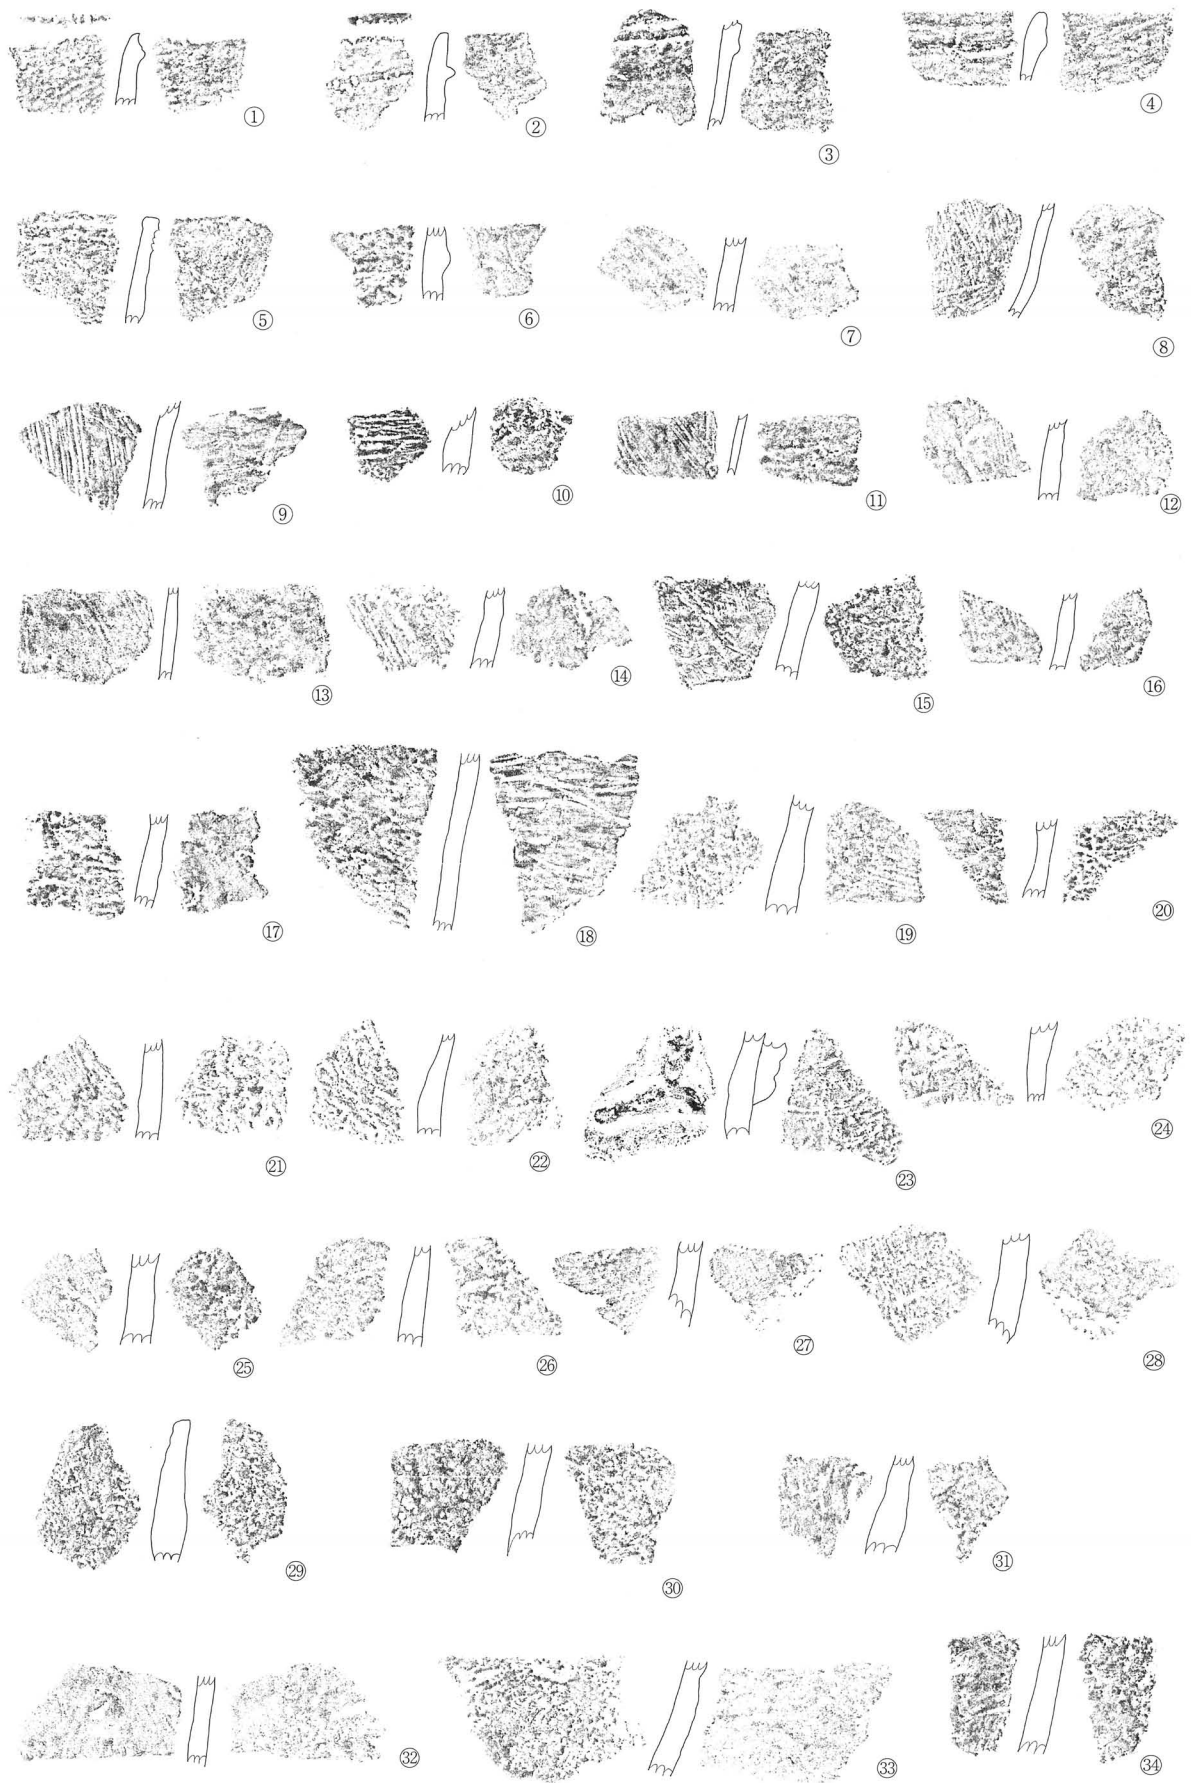 ① ② ③ ④
⑤ ⑥ ⑦ ⑧
⑨ ⑩ ⑪ ⑫
⑬ ⑭ ⑮ ⑯
⑰ ⑱ ⑲ ⑳
㉑ ㉒ ㉓ ㉔
㉕ ㉖ ㉗ ㉘
㉙ ㉚ ㉛
㉜ ㉝ ㉞